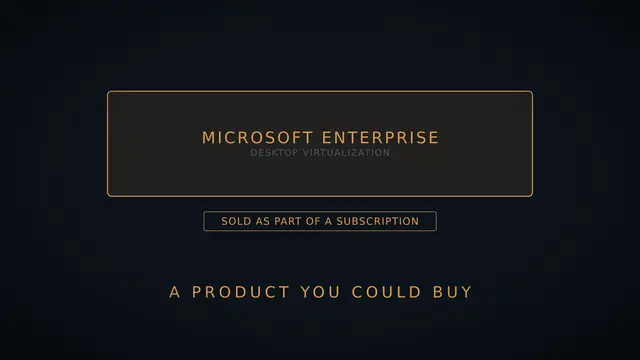 MICROSOFT ENTERPRISE
DESKTOP VIRTUALIZATION
SOLD AS PART OF A SUBSCRIPTION
A PRODUCT YOU COULD BUY